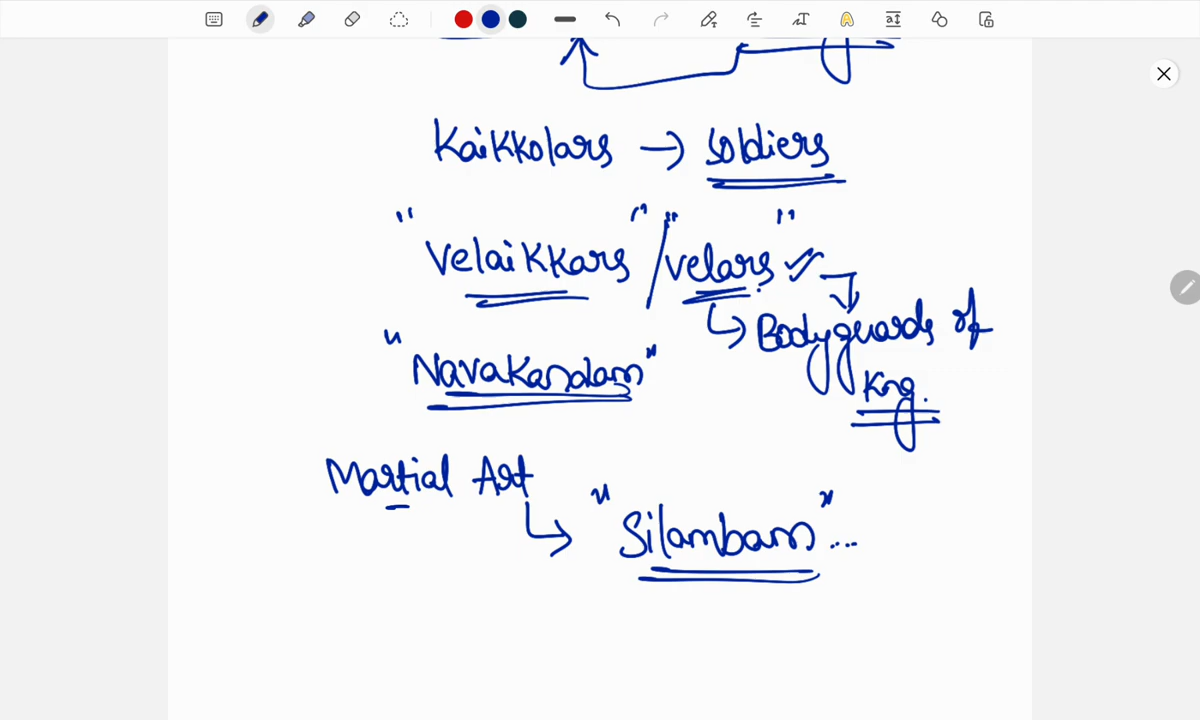 Kaikkolars → Soldiers
"Velaikkars" / "Velars"
↳ Bodyguards of
King.
"Navakandam"
Martial Art
↳ "Silambam"...